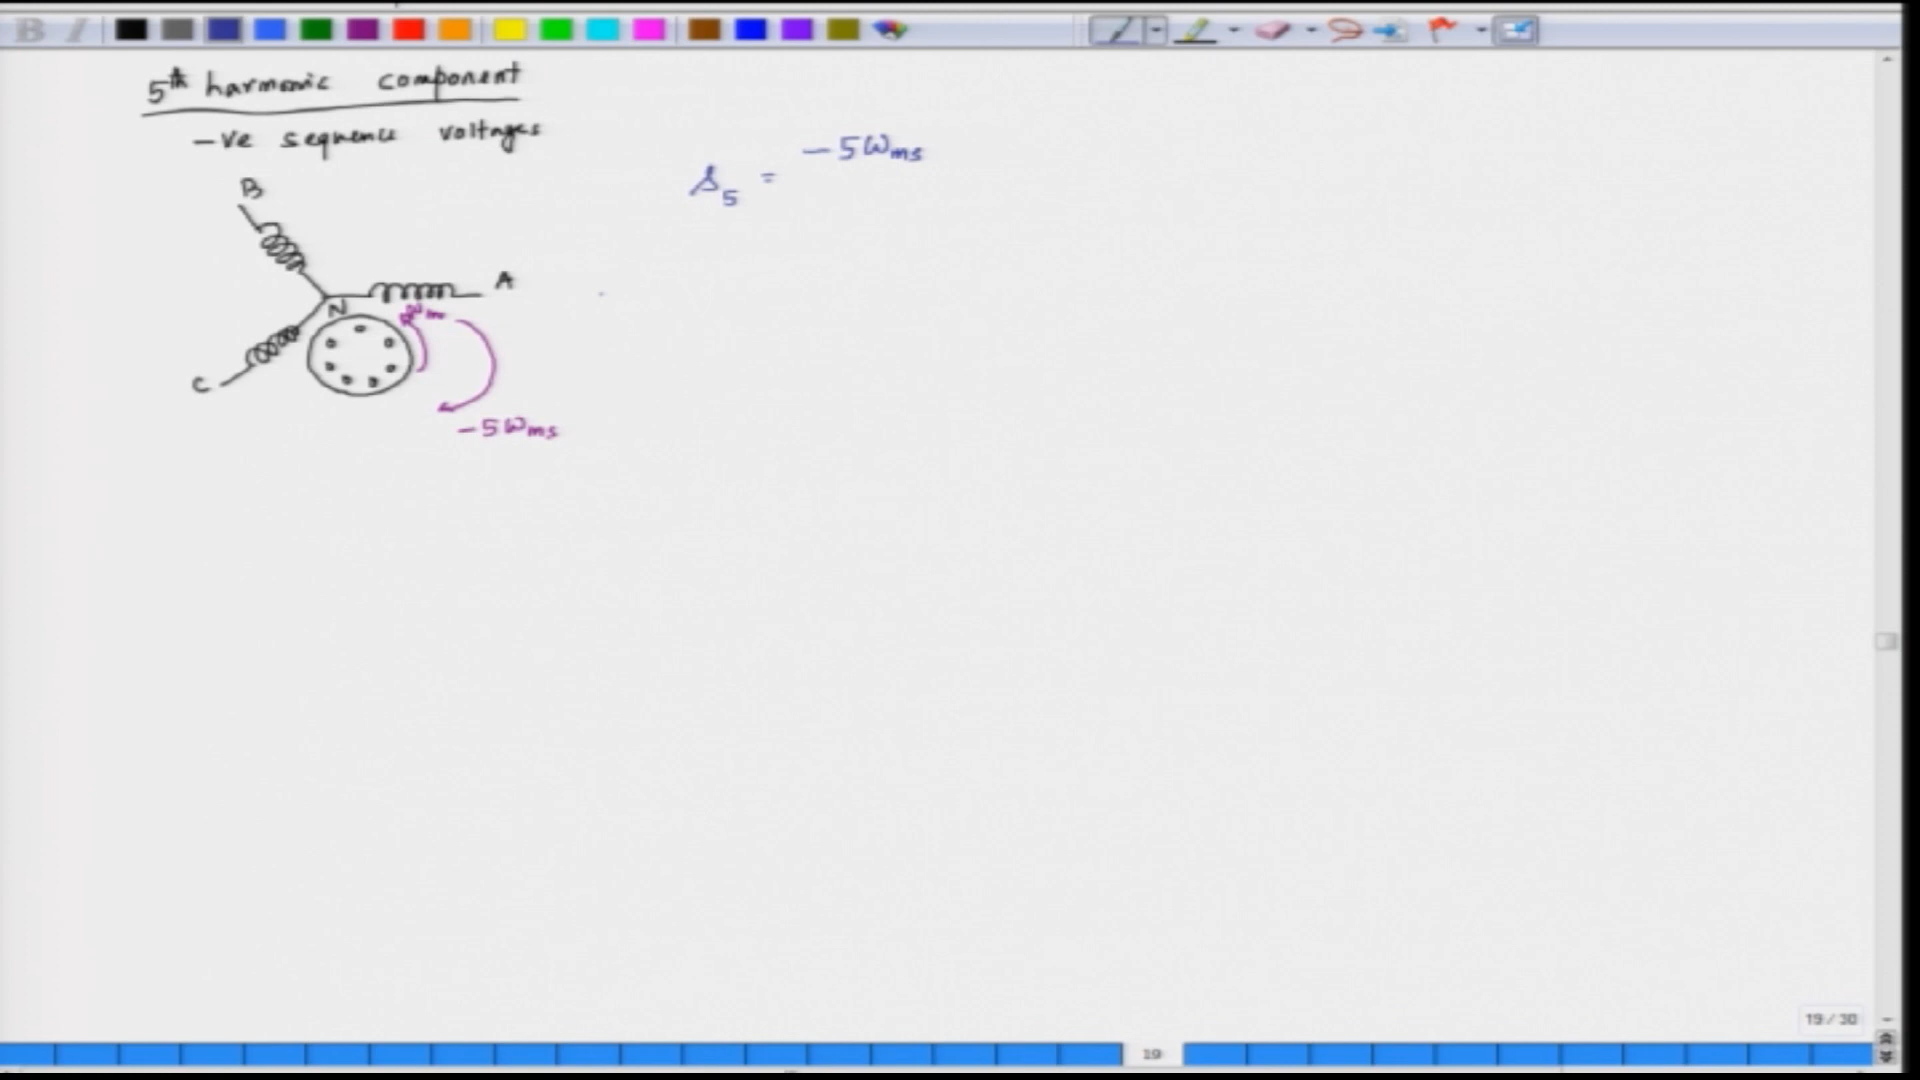 B I
5th harmonic component
-ve sequence voltages
S5 = -5ωms
B
A
N
ωm
C
-5ωms
19 / 30
19